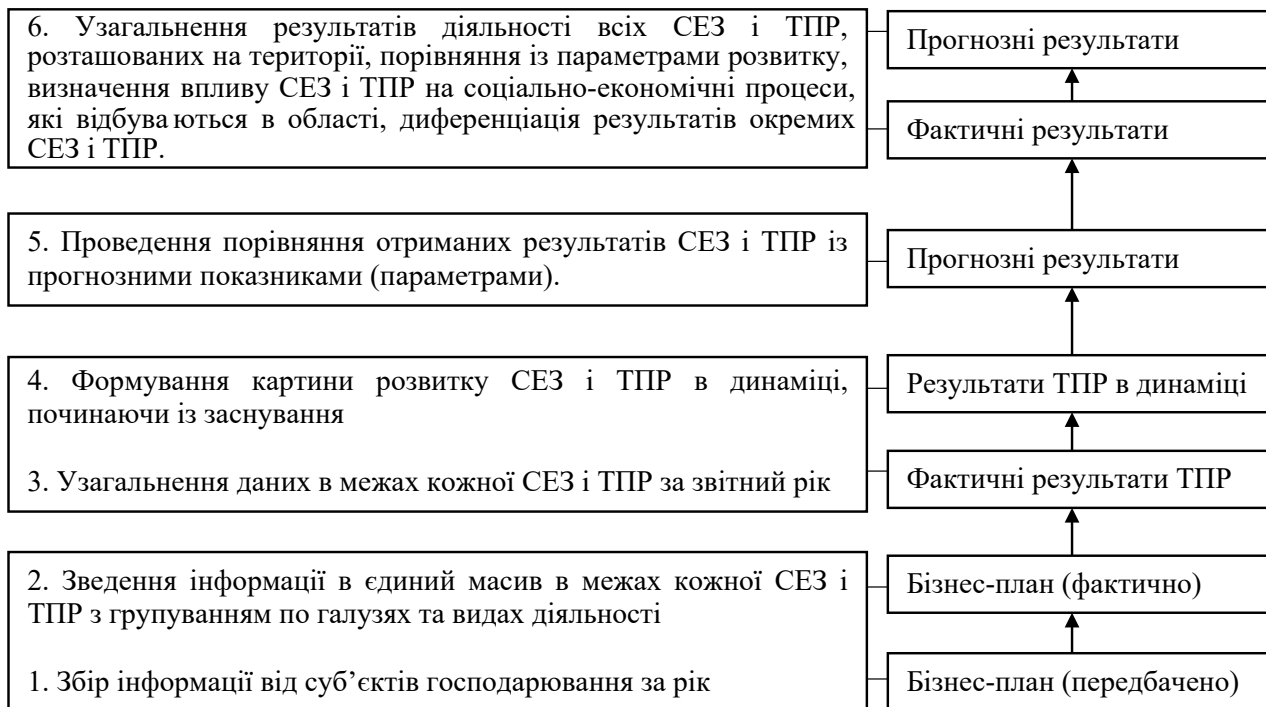 6. Узагальнення результатів діяльності всіх СЕЗ і ТПР,
розташованих на території, порівняння із параметрами розвитку,
визначення впливу СЕЗ і ТПР на соціально-економічні процеси,
які відбуваються в області, диференціація результатів окремих
СЕЗ і ТПР.
Прогнозні результати
Фактичні результати
5. Проведення порівняння отриманих результатів СЕЗ і ТПР із
прогнозними показниками (параметрами).
Прогнозні результати
4. Формування картини розвитку СЕЗ і ТПР в динаміці,
починаючи із заснування
Результати ТПР в динаміці
3. Узагальнення даних в межах кожної СЕЗ і ТПР за звітний рік
Фактичні результати ТПР
2. Зведення інформації в єдиний масив в межах кожної СЕЗ і
ТПР з групуванням по галузях та видах діяльності
Бізнес-план (фактично)
1. Збір інформації від суб’єктів господарювання за рік
Бізнес-план (передбачено)